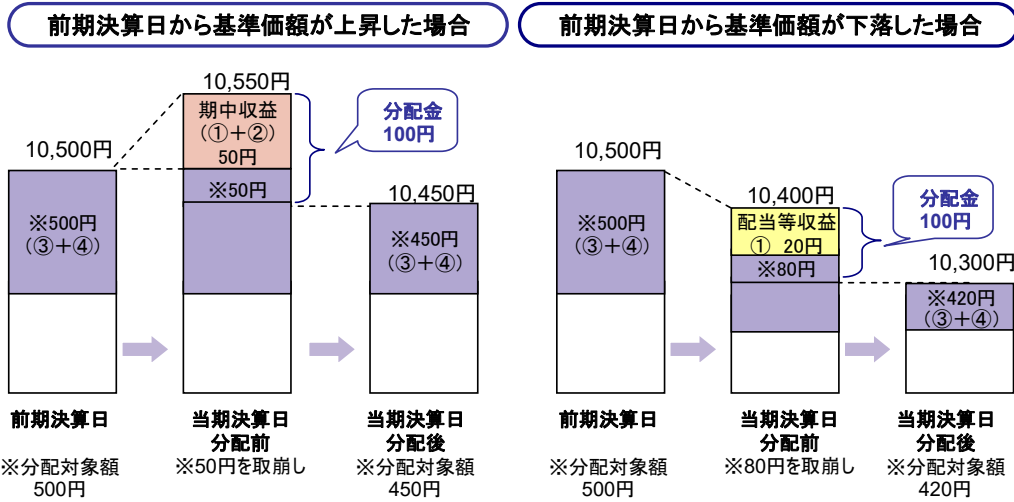 前期決算日から基準価額が上昇した場合
10,550円
期中収益
(①+②)
50円
※50円
分配金
100円
10,500円
※500円
(③+④)
10,450円
※450円
(③+④)
前期決算日
当期決算日
分配前
当期決算日
分配後
※分配対象額
500円
※50円を取崩し
※分配対象額
450円
前期決算日から基準価額が下落した場合
10,500円
※500円
(③+④)
10,400円
配当等収益
① 20円
※80円
分配金
100円
10,300円
※420円
(③+④)
前期決算日
当期決算日
分配前
当期決算日
分配後
※分配対象額
500円
※80円を取崩し
※分配対象額
420円